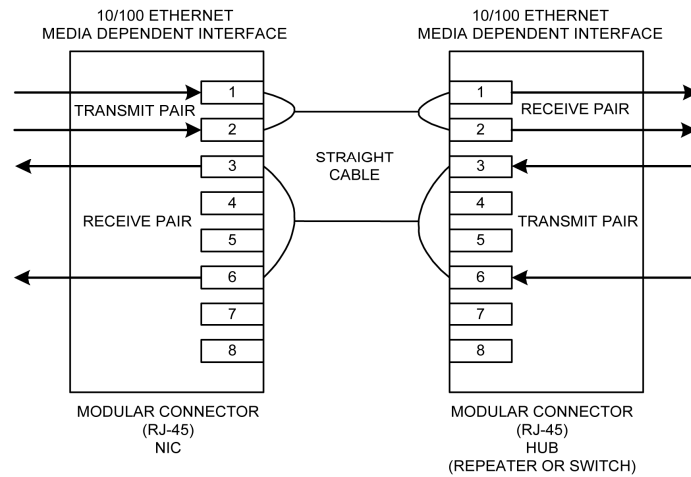 10/100 ETHERNET
MEDIA DEPENDENT INTERFACE
1
TRANSMIT PAIR
2
3
4
RECEIVE PAIR
5
6
7
8
MODULAR CONNECTOR
(RJ-45)
NIC
STRAIGHT
CABLE
10/100 ETHERNET
MEDIA DEPENDENT INTERFACE
1
RECEIVE PAIR
2
3
4
TRANSMIT PAIR
5
6
7
8
MODULAR CONNECTOR
(RJ-45)
HUB
(REPEATER OR SWITCH)